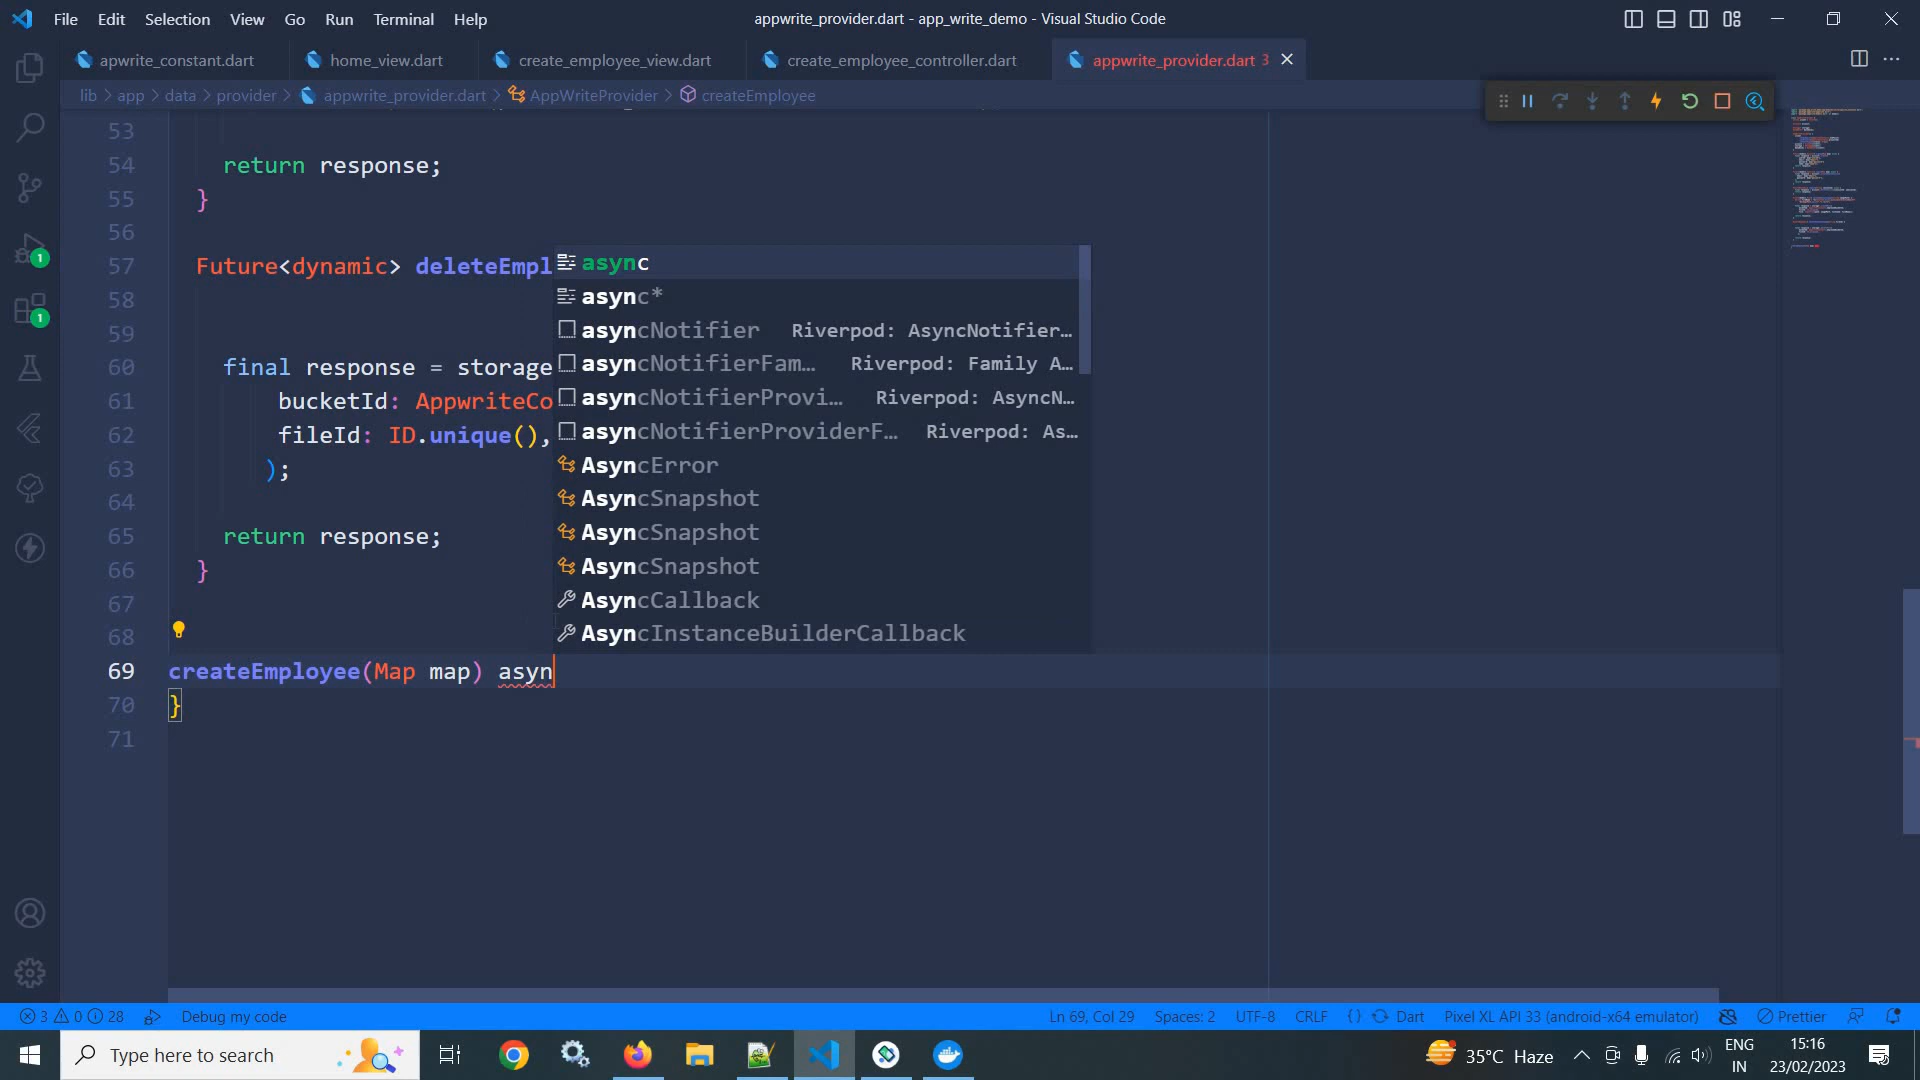 File Edit Selection View Go Run Terminal Help
appwrite_provider.dart - app_write_demo - Visual Studio Code
apwrite_constant.dart
home_view.dart
create_employee_view.dart
create_employee_controller.dart
appwrite_provider.dart 3
lib > app > data > provider > appwrite_provider.dart > AppWriteProvider > createEmployee
53
54 return response;
55 }
56
57 Future<dynamic> deleteEmpl
58
59
60 final response = storage
61 bucketId: AppwriteCo
62 fileId: ID.unique(),
63 );
64
65 return response;
66 }
67
68
69 createEmployee(Map map) asyn
70 }
71
async
async*
asyncNotifier Riverpod: AsyncNotifier…
asyncNotifierFam… Riverpod: Family A…
asyncNotifierProvi… Riverpod: AsyncN…
asyncNotifierProviderF… Riverpod: As…
AsyncError
AsyncSnapshot
AsyncSnapshot
AsyncSnapshot
AsyncCallback
AsyncInstanceBuilderCallback
1
1
3 0 28 Debug my code
Ln 69, Col 29 Spaces: 2 UTF-8 CRLF {} Dart Pixel XL API 33 (android-x64 emulator) Prettier
Type here to search
35°C Haze
ENG
IN
15:16
23/02/2023